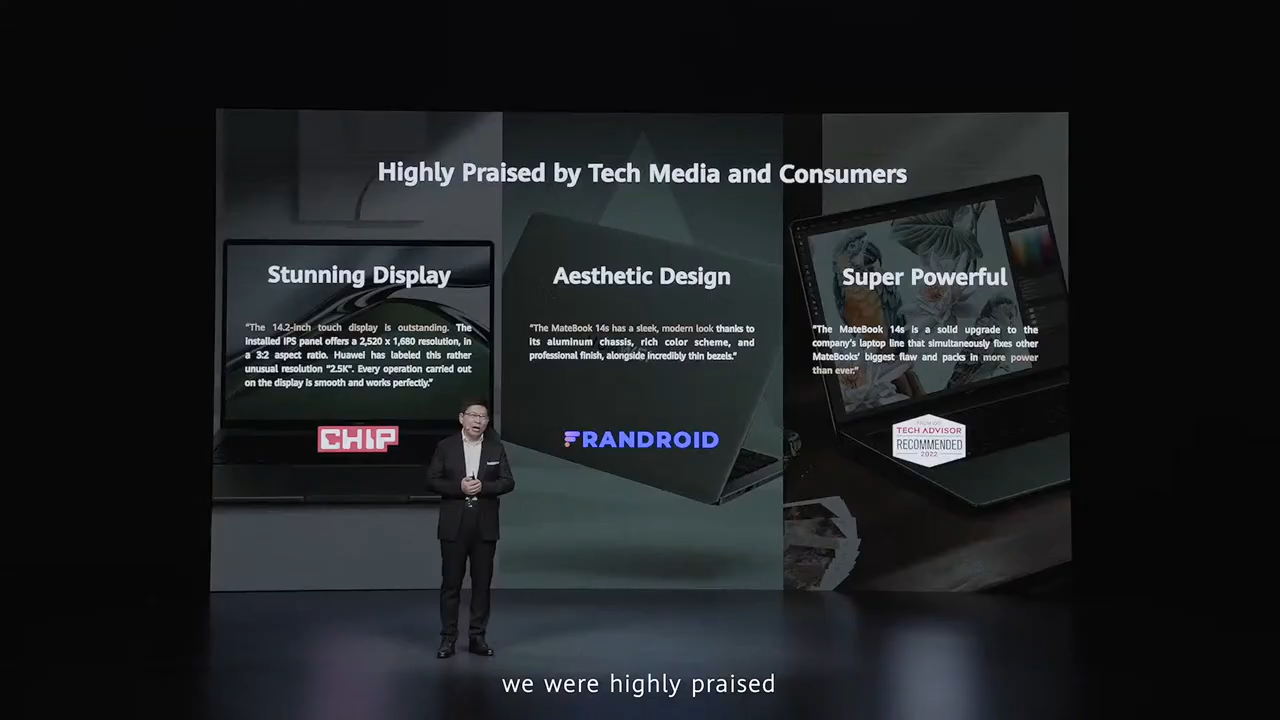 Highly Praised by Tech Media and Consumers
Stunning Display
"The 14.2-inch touch display is outstanding. The
installed IPS panel offers a 2,520 x 1,680 resolution, in
a 3:2 aspect ratio. Huawei has labeled this rather
unusual resolution "2.5K". Every operation carried out
on the display is smooth and works perfectly."
CHIP
Aesthetic Design
"The MateBook 14s has a sleek, modern look thanks to
its aluminum chassis, rich color scheme, and
professional finish, alongside incredibly thin bezels."
FRANDROID
Super Powerful
"The MateBook 14s is a solid upgrade to the
company's laptop line that simultaneously fixes other
MateBooks' biggest flaw and packs in more power
than ever."
TECH ADVISOR
RECOMMENDED
2022
we were highly praised